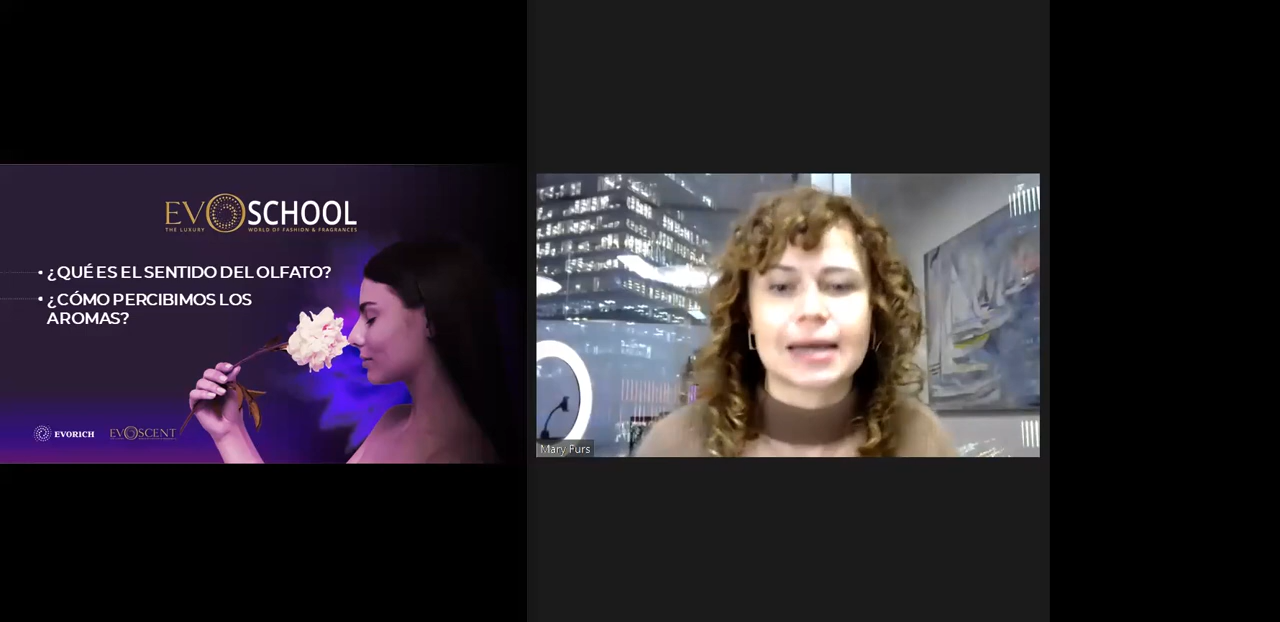 EVOSCHOOL
THE LUXURY WORLD OF FASHION & FRAGRANCES
• ¿QUÉ ES EL SENTIDO DEL OLFATO?
• ¿CÓMO PERCIBIMOS LOS
AROMAS?
EVORICH EVOSCENT
Mary Furs